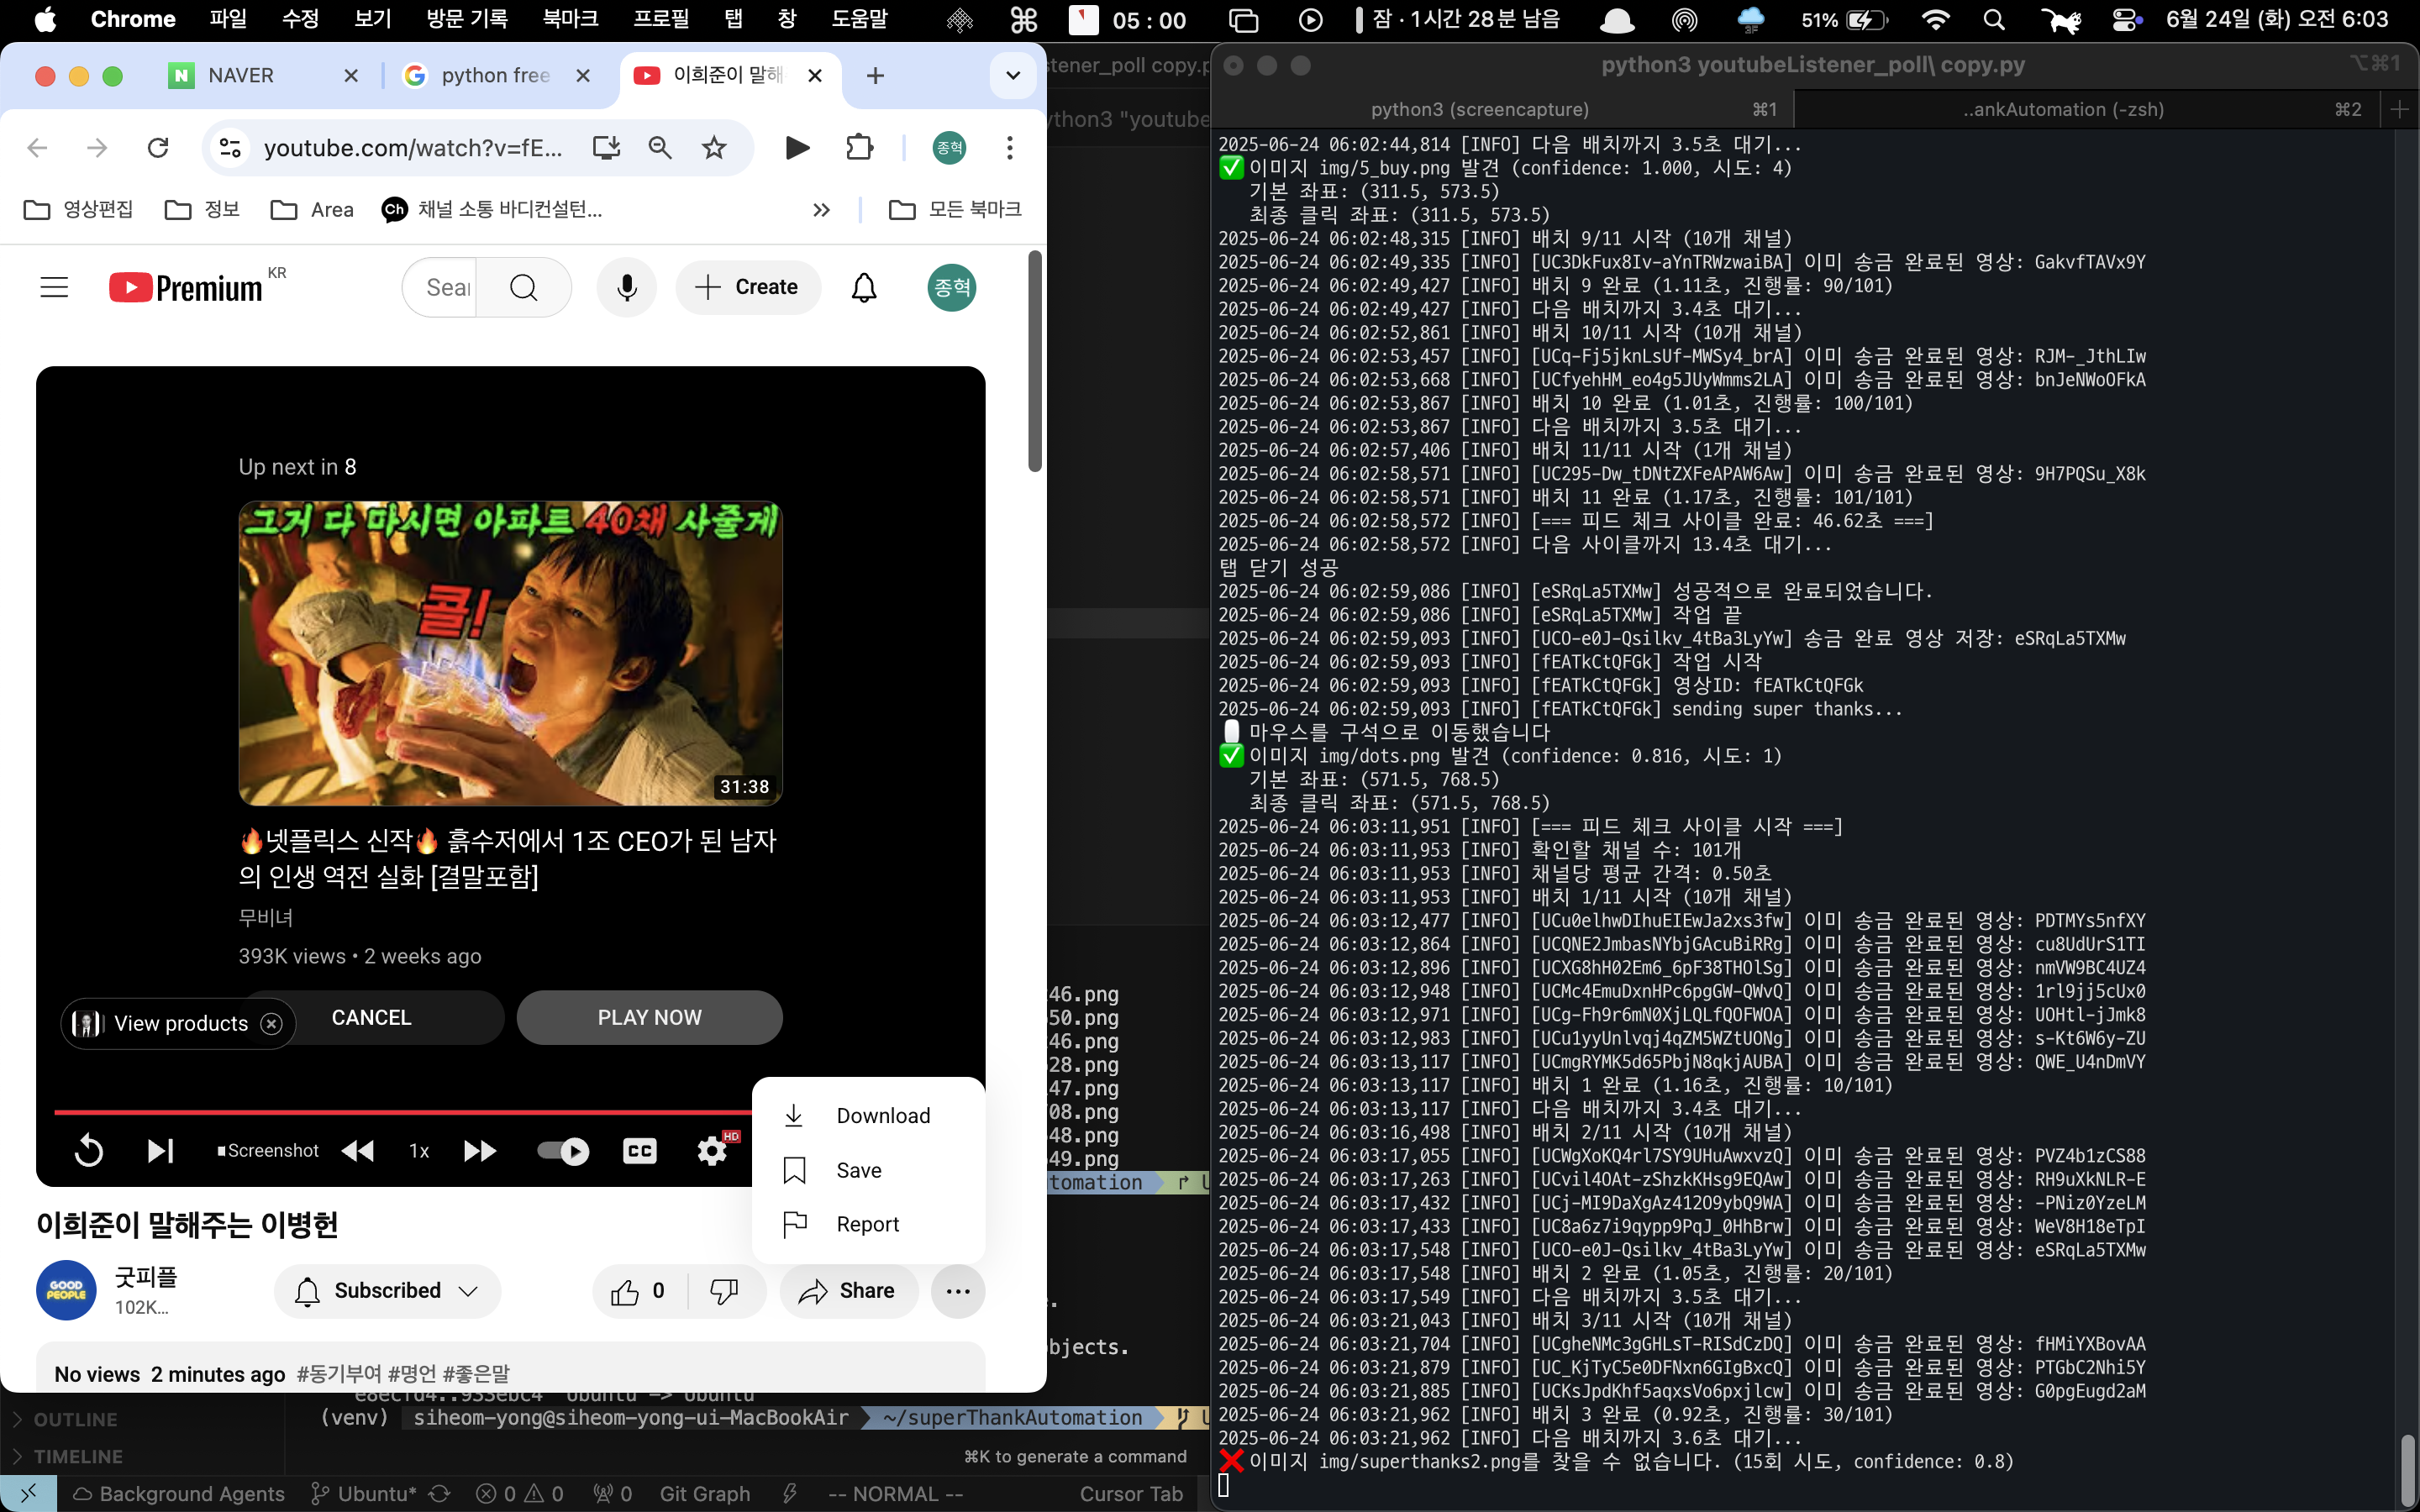 Chrome 파일 수정 보기 방문 기록 북마크 프로필 탭 창 도움말 05 : 00 잠 · 1시간 28분 남음 3F 51% 6월 24일 (화) 오전 6:03
NAVER
python free
이희준이 말해
youtube.com/watch?v=fE...
종혁
영상편집 정보 Area 채널 소통 바디컨설턴... 모든 북마크
Premium KR
Sear
Create
종혁
Up next in 8
그거 다 마시면 아파트 40채 사줄게
콜!
31:38
🔥넷플릭스 신작🔥 흙수저에서 1조 CEO가 된 남자
의 인생 역전 실화 [결말포함]
무비녀
393K views • 2 weeks ago
View products
CANCEL
PLAY NOW
Screenshot 1x CC HD
Download
Save
Report
이희준이 말해주는 이병헌
GOOD
PEOPLE
굿피플
102K...
Subscribed
0
Share
No views 2 minutes ago #동기부여 #명언 #좋은말
stener_poll copy.p
ython3 "youtube
46.png
50.png
46.png
28.png
47.png
08.png
48.png
49.png
tomation
bjects.
e8ecfd4..933ebc4 Ubuntu -> Ubuntu
(venv) siheom-yong@siheom-yong-ui-MacBookAir ~/superThankAutomation
⌘K to generate a command
OUTLINE
TIMELINE
Background Agents Ubuntu* 0 0 0 Git Graph -- NORMAL -- Cursor Tab
python3 youtubeListener_poll\ copy.py ⌥⌘1
python3 (screencapture) ⌘1 ..ankAutomation (-zsh) ⌘2
2025-06-24 06:02:44,814 [INFO] 다음 배치까지 3.5초 대기...
✅ 이미지 img/5_buy.png 발견 (confidence: 1.000, 시도: 4)
기본 좌표: (311.5, 573.5)
최종 클릭 좌표: (311.5, 573.5)
2025-06-24 06:02:48,315 [INFO] 배치 9/11 시작 (10개 채널)
2025-06-24 06:02:49,335 [INFO] [UC3DkFux8Iv-aYnTRWzwaiBA] 이미 송금 완료된 영상: GakvfTAVx9Y
2025-06-24 06:02:49,427 [INFO] 배치 9 완료 (1.11초, 진행률: 90/101)
2025-06-24 06:02:49,427 [INFO] 다음 배치까지 3.4초 대기...
2025-06-24 06:02:52,861 [INFO] 배치 10/11 시작 (10개 채널)
2025-06-24 06:02:53,457 [INFO] [UCq-Fj5jknLsUf-MWSy4_brA] 이미 송금 완료된 영상: RJM-_JthLIw
2025-06-24 06:02:53,668 [INFO] [UCfyehHM_eo4g5JUyWmms2LA] 이미 송금 완료된 영상: bnJeNWoOFkA
2025-06-24 06:02:53,867 [INFO] 배치 10 완료 (1.01초, 진행률: 100/101)
2025-06-24 06:02:53,867 [INFO] 다음 배치까지 3.5초 대기...
2025-06-24 06:02:57,406 [INFO] 배치 11/11 시작 (1개 채널)
2025-06-24 06:02:58,571 [INFO] [UC295-Dw_tDNtZXFeAPAW6Aw] 이미 송금 완료된 영상: 9H7PQSu_X8k
2025-06-24 06:02:58,571 [INFO] 배치 11 완료 (1.17초, 진행률: 101/101)
2025-06-24 06:02:58,572 [INFO] [=== 피드 체크 사이클 완료: 46.62초 ===]
2025-06-24 06:02:58,572 [INFO] 다음 사이클까지 13.4초 대기...
탭 닫기 성공
2025-06-24 06:02:59,086 [INFO] [eSRqLa5TXMw] 성공적으로 완료되었습니다.
2025-06-24 06:02:59,086 [INFO] [eSRqLa5TXMw] 작업 끝
2025-06-24 06:02:59,093 [INFO] [UCO-e0J-Qsilkv_4tBa3LyYw] 송금 완료 영상 저장: eSRqLa5TXMw
2025-06-24 06:02:59,093 [INFO] [fEATkCtQFGk] 작업 시작
2025-06-24 06:02:59,093 [INFO] [fEATkCtQFGk] 영상ID: fEATkCtQFGk
2025-06-24 06:02:59,093 [INFO] [fEATkCtQFGk] sending super thanks...
마우스를 구석으로 이동했습니다
✅ 이미지 img/dots.png 발견 (confidence: 0.816, 시도: 1)
기본 좌표: (571.5, 768.5)
최종 클릭 좌표: (571.5, 768.5)
2025-06-24 06:03:11,951 [INFO] [=== 피드 체크 사이클 시작 ===]
2025-06-24 06:03:11,953 [INFO] 확인할 채널 수: 101개
2025-06-24 06:03:11,953 [INFO] 채널당 평균 간격: 0.50초
2025-06-24 06:03:11,953 [INFO] 배치 1/11 시작 (10개 채널)
2025-06-24 06:03:12,477 [INFO] [UCu0elhwDIhuEIEwJa2xs3fw] 이미 송금 완료된 영상: PDTMYs5nfXY
2025-06-24 06:03:12,864 [INFO] [UCQNE2JmbasNYbjGAcuBiRRg] 이미 송금 완료된 영상: cu8UdUrS1TI
2025-06-24 06:03:12,896 [INFO] [UCXG8hH02Em6_6pF38THOlSg] 이미 송금 완료된 영상: nmVW9BC4UZ4
2025-06-24 06:03:12,948 [INFO] [UCMc4EmuDxnHPc6pgGW-QWvQ] 이미 송금 완료된 영상: 1rl9jj5cUx0
2025-06-24 06:03:12,971 [INFO] [UCg-Fh9r6mN0XjLQLfQOFWOA] 이미 송금 완료된 영상: UOHtl-jJmk8
2025-06-24 06:03:12,983 [INFO] [UCu1yyUnlvqj4qZM5WZtUONg] 이미 송금 완료된 영상: s-Kt6W6y-ZU
2025-06-24 06:03:13,117 [INFO] [UCmgRYMK5d65PbjN8qkjAUBA] 이미 송금 완료된 영상: QWE_U4nDmVY
2025-06-24 06:03:13,117 [INFO] 배치 1 완료 (1.16초, 진행률: 10/101)
2025-06-24 06:03:13,117 [INFO] 다음 배치까지 3.4초 대기...
2025-06-24 06:03:16,498 [INFO] 배치 2/11 시작 (10개 채널)
2025-06-24 06:03:17,055 [INFO] [UCWgXoKQ4rl7SY9UHuAwxvzQ] 이미 송금 완료된 영상: PVZ4b1zCS88
2025-06-24 06:03:17,263 [INFO] [UCvil4OAt-zShzkKHsg9EQAw] 이미 송금 완료된 영상: RH9uXkNLR-E
2025-06-24 06:03:17,432 [INFO] [UCj-MI9DaXgAz412O9ybQ9WA] 이미 송금 완료된 영상: -PNiz0YzeLM
2025-06-24 06:03:17,433 [INFO] [UC8a6z7i9qypp9PqJ_0HhBrw] 이미 송금 완료된 영상: WeV8H18eTpI
2025-06-24 06:03:17,548 [INFO] [UCO-e0J-Qsilkv_4tBa3LyYw] 이미 송금 완료된 영상: eSRqLa5TXMw
2025-06-24 06:03:17,548 [INFO] 배치 2 완료 (1.05초, 진행률: 20/101)
2025-06-24 06:03:17,549 [INFO] 다음 배치까지 3.5초 대기...
2025-06-24 06:03:21,043 [INFO] 배치 3/11 시작 (10개 채널)
2025-06-24 06:03:21,704 [INFO] [UCgheNMc3gGHLsT-RISdCzDQ] 이미 송금 완료된 영상: fHMiYXBovAA
2025-06-24 06:03:21,879 [INFO] [UC_KjTyC5e0DFNxn6GIgBxcQ] 이미 송금 완료된 영상: PTGbC2Nhi5Y
2025-06-24 06:03:21,885 [INFO] [UCKsJpdKhf5aqxsVo6pxjlcw] 이미 송금 완료된 영상: G0pgEugd2aM
2025-06-24 06:03:21,962 [INFO] 배치 3 완료 (0.92초, 진행률: 30/101)
2025-06-24 06:03:21,962 [INFO] 다음 배치까지 3.6초 대기...
❌ 이미지 img/superthanks2.png를 찾을 수 없습니다. (15회 시도, confidence: 0.8)